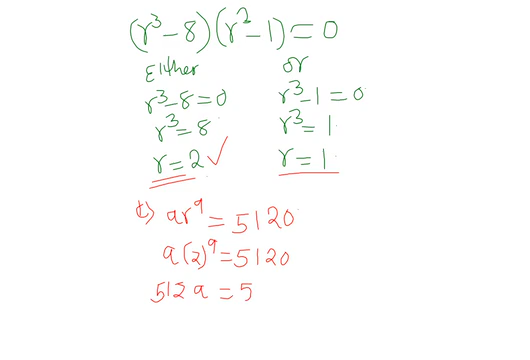 (r³ − 8)(r² − 1) = 0
Either or
r³ − 8 = 0 r³ − 1 = 0
r³ = 8 r³ = 1
r = 2 ✓ r = 1
c) ar⁹ = 5120
a(2)⁹ = 5120
512a = 5